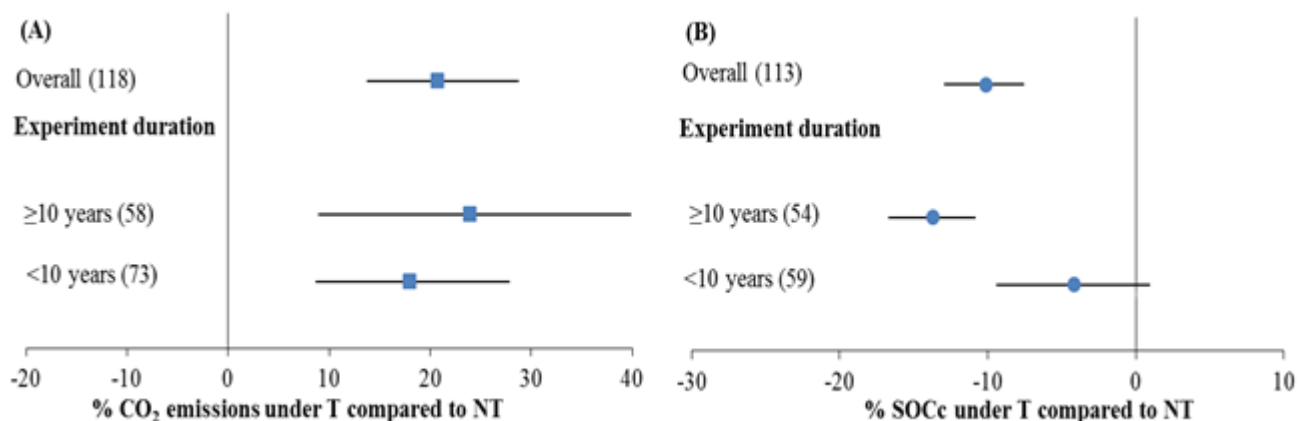 (A)
Overall (118)
Experiment duration
≥10 years (58)
<10 years (73)
-20 -10 0 10 20 30 40
% CO₂ emissions under T compared to NT
(B)
Overall (113)
Experiment duration
≥10 years (54)
<10 years (59)
-30 -20 -10 0 10
% SOCc under T compared to NT